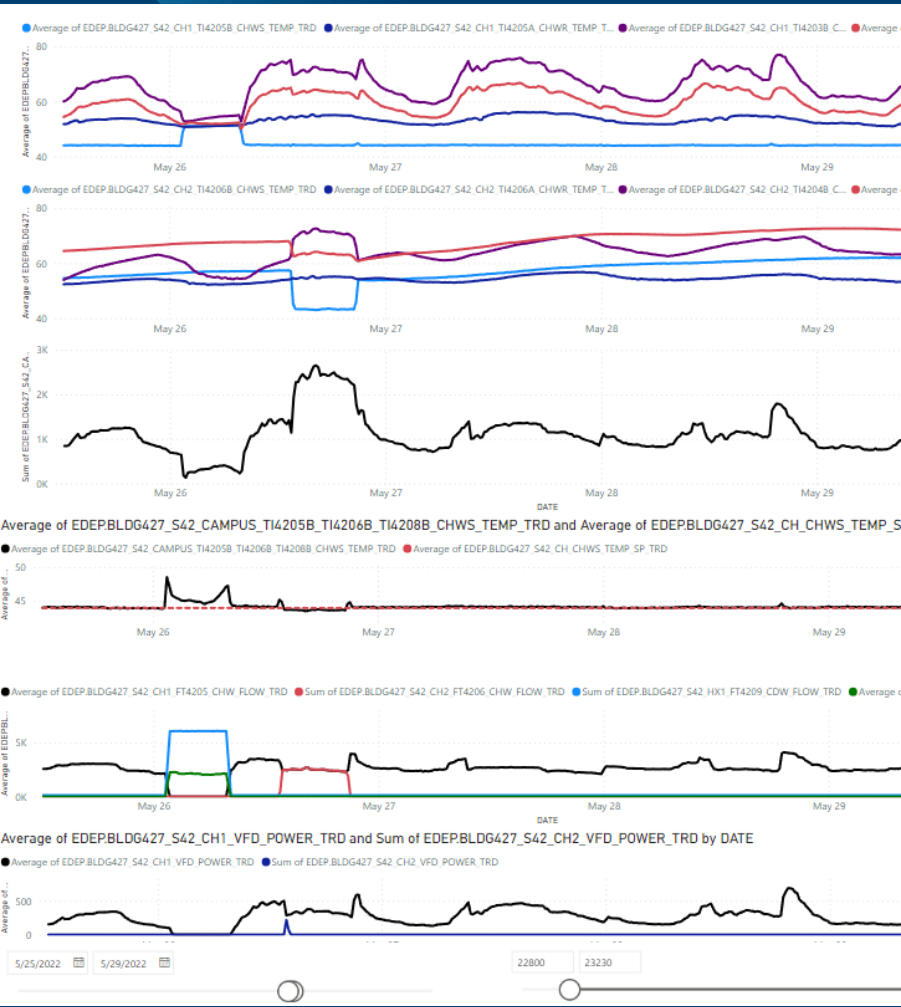 Average of EDEP.BLDG427_S42_CH1_TI4205B_CHWS_TEMP_TRD Average of EDEP.BLDG427_S42_CH1_TI4205A_CHWR_TEMP_T... Average of EDEP.BLDG427_S42_CH1_TI4203B_C... Average
80
60
40
Average of EDEP.BLDG427...
May 26 May 27 May 28 May 29
Average of EDEP.BLDG427_S42_CH2_TI4206B_CHWS_TEMP_TRD Average of EDEP.BLDG427_S42_CH2_TI4206A_CHWR_TEMP_T... Average of EDEP.BLDG427_S42_CH2_TI4204B_C... Average
80
60
40
Average of EDEP.BLDG427...
May 26 May 27 May 28 May 29
3K
2K
1K
0K
Sum of EDEP.BLDG427_S42_CA...
May 26 May 27 May 28 May 29
DATE
Average of EDEP.BLDG427_S42_CAMPUS_TI4205B_TI4206B_TI4208B_CHWS_TEMP_TRD and Average of EDEP.BLDG427_S42_CH_CHWS_TEMP_S
Average of EDEP.BLDG427_S42_CAMPUS_TI4205B_TI4206B_TI4208B_CHWS_TEMP_TRD Average of EDEP.BLDG427_S42_CH_CHWS_TEMP_SP_TRD
50
45
Average of...
May 26 May 27 May 28 May 29
Average of EDEP.BLDG427_S42_CH1_FT4205_CHW_FLOW_TRD Sum of EDEP.BLDG427_S42_CH2_FT4206_CHW_FLOW_TRD Sum of EDEP.BLDG427_S42_HX1_FT4209_CDW_FLOW_TRD Average
5K
0K
Average of EDEP.BL...
May 26 May 27 May 28 May 29
DATE
Average of EDEP.BLDG427_S42_CH1_VFD_POWER_TRD and Sum of EDEP.BLDG427_S42_CH2_VFD_POWER_TRD by DATE
Average of EDEP.BLDG427_S42_CH1_VFD_POWER_TRD Sum of EDEP.BLDG427_S42_CH2_VFD_POWER_TRD
500
0
Average of...
5/25/2022 5/29/2022 22800 23230